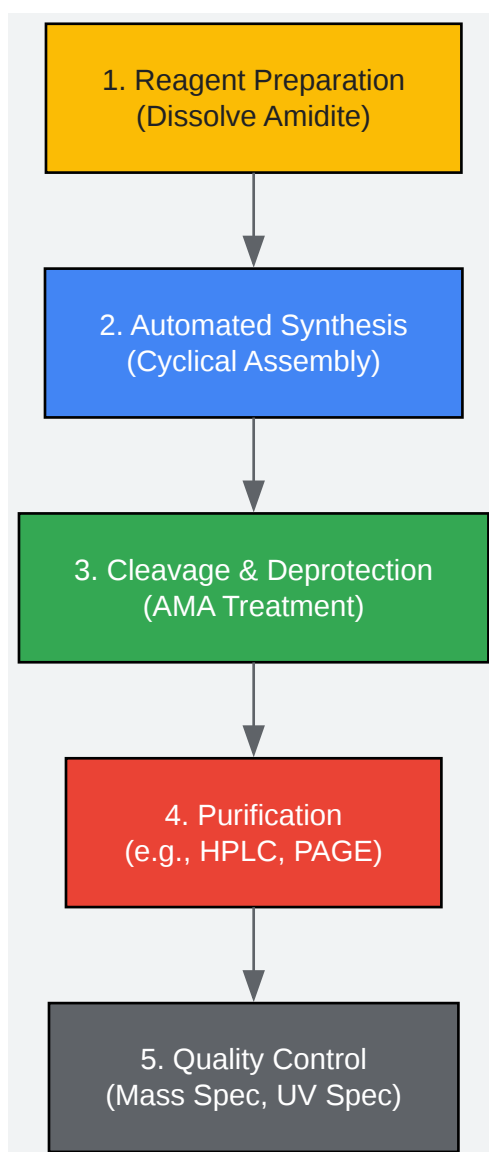 1. Reagent Preparation
(Dissolve Amidite)
2. Automated Synthesis
(Cyclical Assembly)
3. Cleavage & Deprotection
(AMA Treatment)
4. Purification
(e.g., HPLC, PAGE)
5. Quality Control
(Mass Spec, UV Spec)